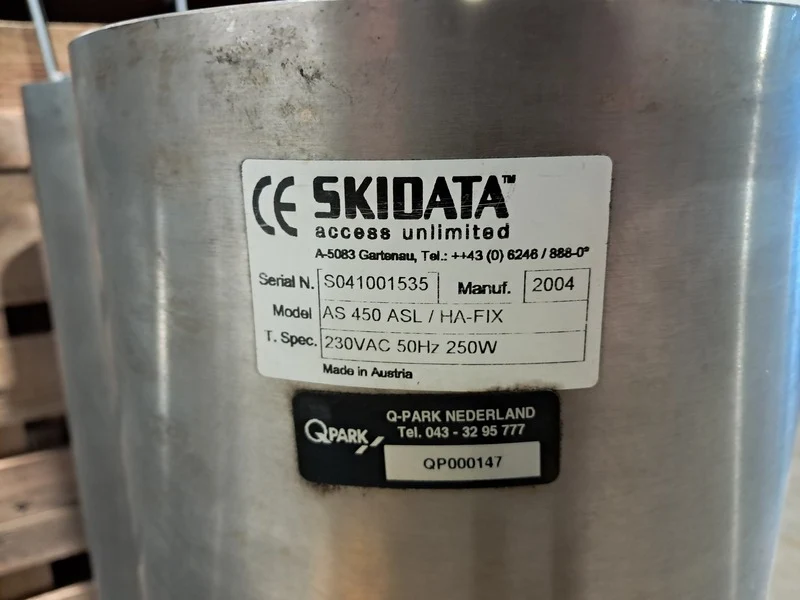 CE SKIDATA™
access unlimited
A-5083 Gartenau, Tel.: ++43 (0) 6246 / 888-0*
Serial N. S041001535 Manuf. 2004
Model AS 450 ASL / HA-FIX
T. Spec. 230VAC 50Hz 250W
Made in Austria
QPARK Q-PARK NEDERLAND
Tel. 043 - 32 95 777
QP000147